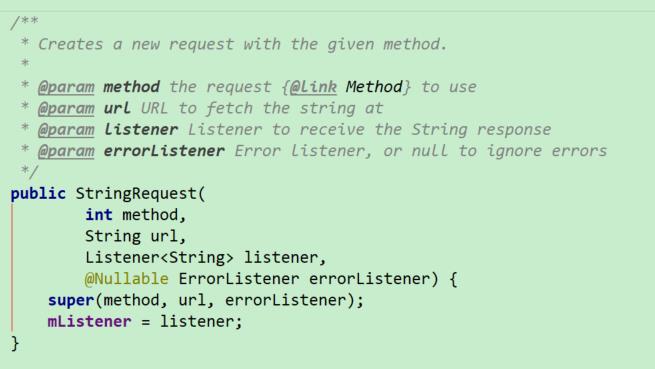 /**
 * Creates a new request with the given method.
 *
 * @param method the request {@link Method} to use
 * @param url URL to fetch the string at
 * @param listener Listener to receive the String response
 * @param errorListener Error listener, or null to ignore errors
 */
public StringRequest(
        int method,
        String url,
        Listener<String> listener,
        @Nullable ErrorListener errorListener) {
    super(method, url, errorListener);
    mListener = listener;
}